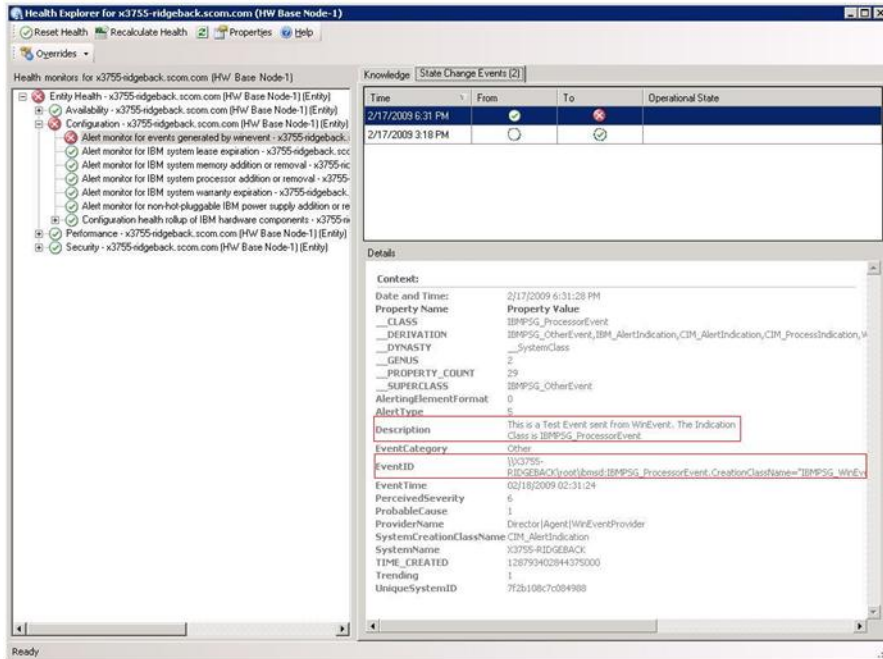 Health Explorer for x3755-ridgeback.scom.com (HW Base Node-1)
Reset Health Recalculate Health Properties Help
Overrides
Health monitors for x3755-ridgeback.scom.com (HW Base Node-1)
Entity Health - x3755-ridgeback.scom.com (HW Base Node-1) (Entity)
Availability - x3755-ridgeback.scom.com (HW Base Node-1) (Entity)
Configuration - x3755-ridgeback.scom.com (HW Base Node-1) (Entity)
Alert monitor for events generated by winevent - x3755-ridgeback.
Alert monitor for IBM system lease expiration - x3755-ridgeback.sco
Alert monitor for IBM system memory addition or removal - x3755-ric
Alert monitor for IBM system processor addition or removal - x3755-
Alert monitor for IBM system warranty expiration - x3755-ridgeback.
Alert monitor for non-hot-pluggable IBM power supply addition or re
Configuration health rollup of IBM hardware components - x3755-ri
Performance - x3755-ridgeback.scom.com (HW Base Node-1) (Entity)
Security - x3755-ridgeback.scom.com (HW Base Node-1) (Entity)
Knowledge State Change Events (2)
Time From To Operational State
2/17/2009 6:31 PM
2/17/2009 3:18 PM
Details
Context:
Date and Time: 2/17/2009 6:31:28 PM
Property Name Property Value
__CLASS IBMPSG_ProcessorEvent
__DERIVATION IBMPSG_OtherEvent,IBM_AlertIndication,CIM_AlertIndication,CIM_ProcessIndication,W
__DYNASTY __SystemClass
__GENUS 2
__PROPERTY_COUNT 29
__SUPERCLASS IBMPSG_OtherEvent
AlertingElementFormat 0
AlertType 5
Description This is a Test Event sent from WinEvent. The Indication
Class is IBMPSG_ProcessorEvent
EventCategory Other
EventID \\X3755-
RIDGEBACK\root\ibmsd:IBMPSG_ProcessorEvent.CreationClassName="IBMPSG_WinEv
EventTime 02/18/2009 02:31:24
PerceivedSeverity 6
ProbableCause 1
ProviderName Director|Agent|WinEventProvider
SystemCreationClassName CIM_AlertIndication
SystemName X3755-RIDGEBACK
TIME_CREATED 128793402844375000
Trending 1
UniqueSystemID 7f2b108c7c084988
Ready